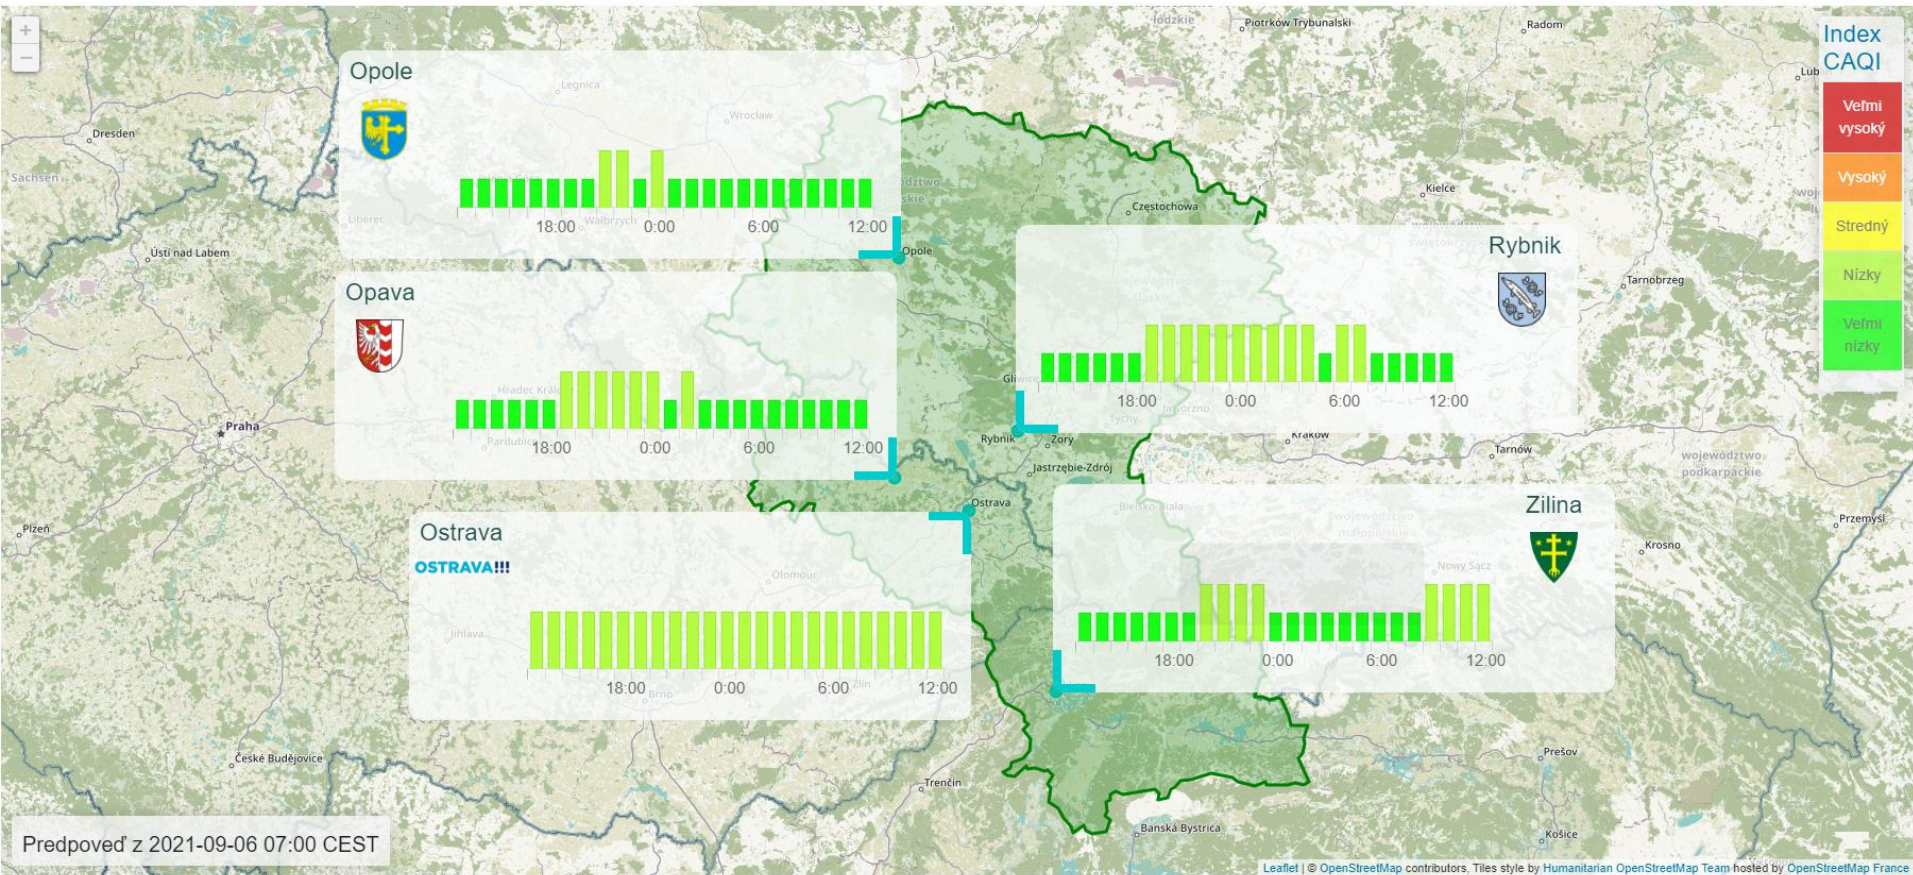 +
−
łódzkie
Piotrków Trybunalski
Radom
Index
CAQI
Veľmi
vysoký
Vysoký
Stredný
Nízky
Veľmi
nízky
Opole
Legnica
Wrocław
Dresden
Sachsen
Liberec
Wałbrzych
18:00 0:00 6:00 12:00
Opole
Ústí nad Labem
Częstochowa
Kielce
Tarnobrzeg
Rybnik
Gliwice
Tychy
Jaworzno
18:00 0:00 6:00 12:00
Rybnik
Żory
Kraków
Tarnów
województwo
podkarpackie
Jastrzębie-Zdrój
Opava
Hradec Králové
Praha
Pardubice
18:00 0:00 6:00 12:00
Plzeň
Ostrava
Ostrava
OSTRAVA!!!
Olomouc
Jihlava
18:00 0:00 6:00 12:00
Brno
Zlín
Zilina
Bielsko-Biała
województwo
małopolskie
Nowy Sącz
18:00 0:00 6:00 12:00
Przemyśl
Krosno
České Budějovice
Trenčín
Prešov
Banská Bystrica
Košice
Predpoveď z 2021-09-06 07:00 CEST
Leaflet | © OpenStreetMap contributors, Tiles style by Humanitarian OpenStreetMap Team hosted by OpenStreetMap France